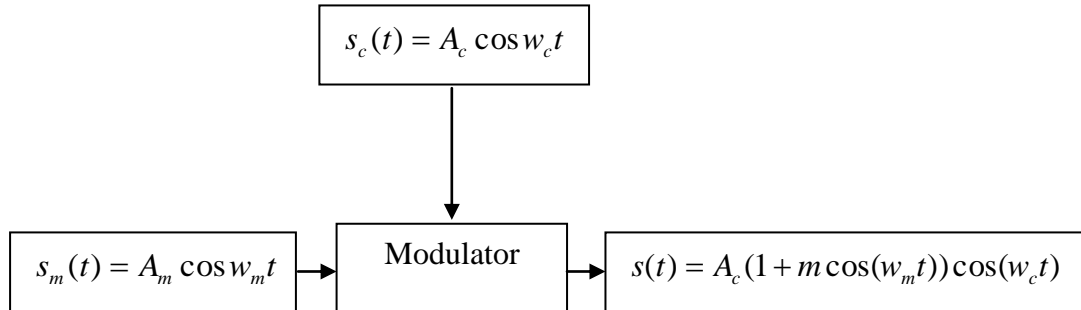 s_c(t) = A_c cos w_c t
Modulator
s_m(t) = A_m cos w_m t
s(t) = A_c(1 + m cos(w_m t)) cos(w_c t)